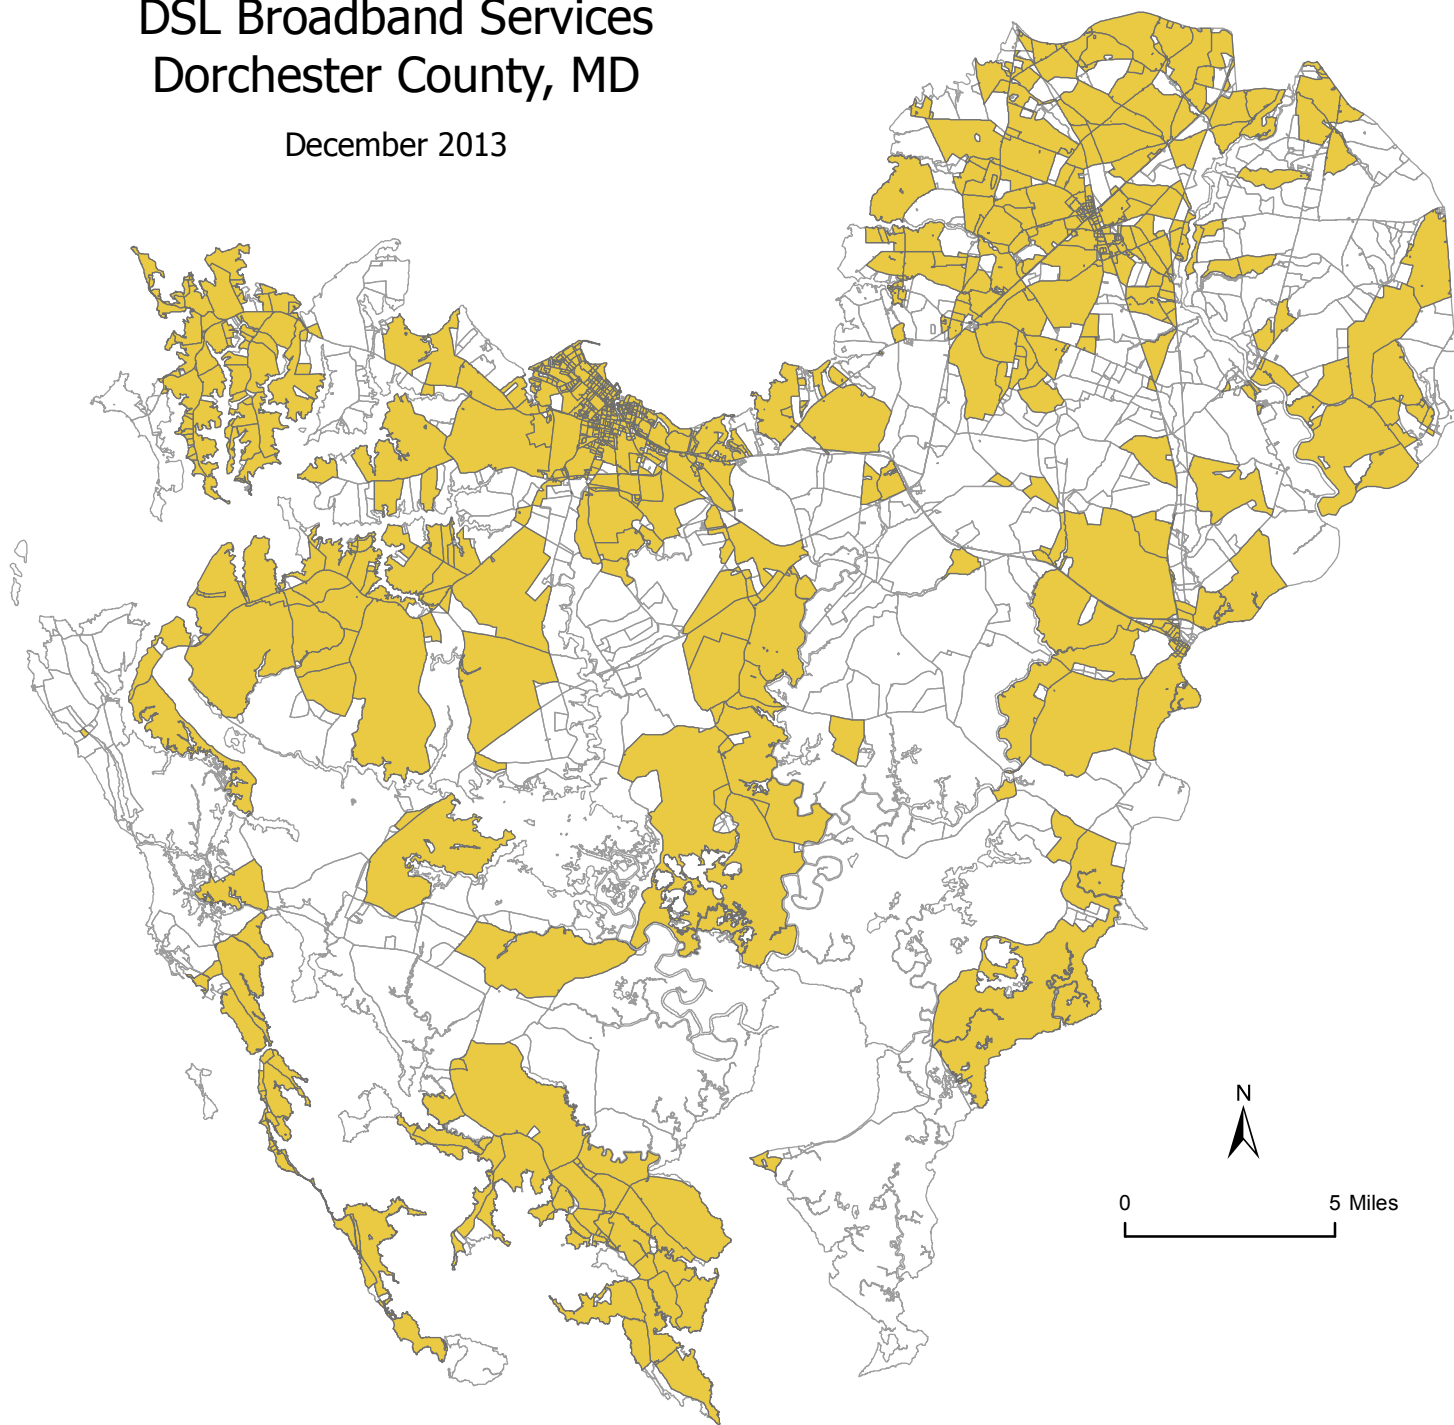 DSL Broadband Services
Dorchester County, MD
December 2013
N
0 5 Miles